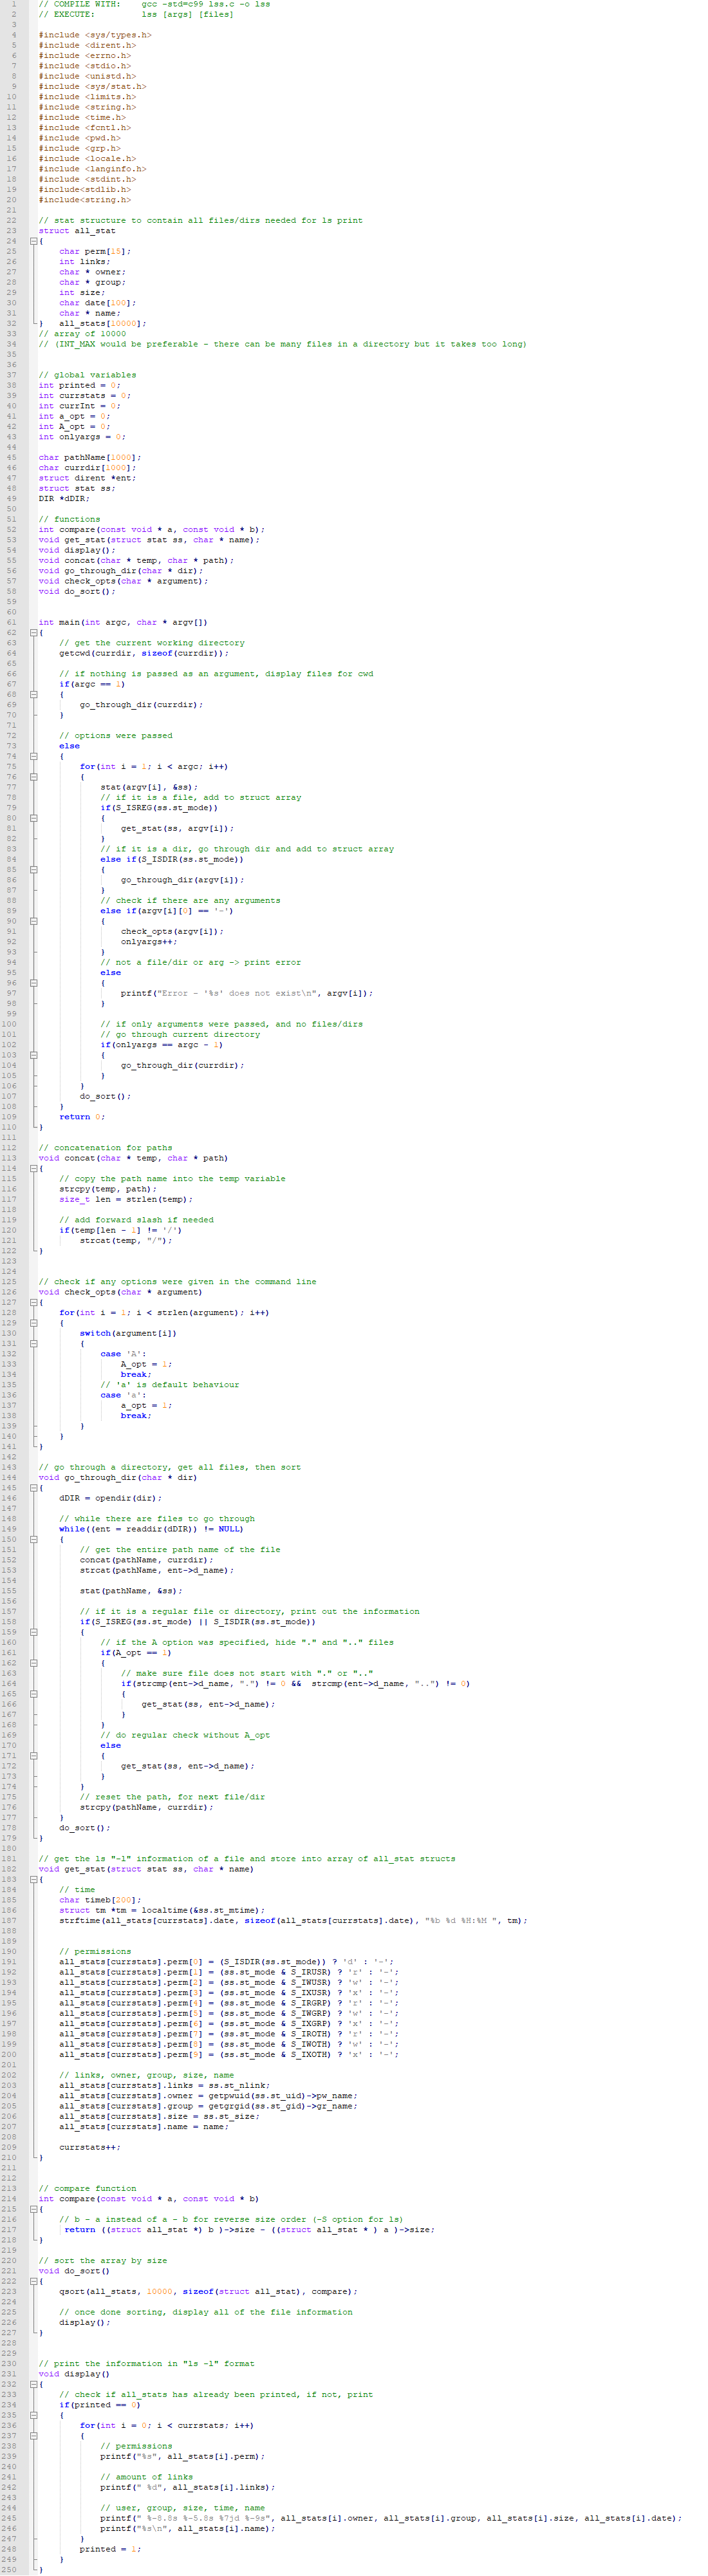 1 // COMPILE WITH:    gcc -std=c99 lss.c -o lss
2 // EXECUTE:         lss [args] [files]
3
4 #include <sys/types.h>
5 #include <dirent.h>
6 #include <errno.h>
7 #include <stdio.h>
8 #include <unistd.h>
9 #include <sys/stat.h>
10 #include <limits.h>
11 #include <string.h>
12 #include <time.h>
13 #include <fcntl.h>
14 #include <pwd.h>
15 #include <grp.h>
16 #include <locale.h>
17 #include <langinfo.h>
18 #include <stdint.h>
19 #include<stdlib.h>
20 #include<string.h>
21
22 // stat structure to contain all files/dirs needed for ls print
23 struct all_stat
24 {
25     char perm[15];
26     int links;
27     char * owner;
28     char * group;
29     int size;
30     char date[100];
31     char * name;
32 }   all_stats[10000];
33 // array of 10000
34 // (INT_MAX would be preferable - there can be many files in a directory but it takes too long)
35
36
37 // global variables
38 int printed = 0;
39 int currstats = 0;
40 int currInt = 0;
41 int a_opt = 0;
42 int A_opt = 0;
43 int onlyargs = 0;
44
45 char pathName[1000];
46 char currdir[1000];
47 struct dirent *ent;
48 struct stat ss;
49 DIR *dDIR;
50
51 // functions
52 int compare(const void * a, const void * b);
53 void get_stat(struct stat ss, char * name);
54 void display();
55 void concat(char * temp, char * path);
56 void go_through_dir(char * dir);
57 void check_opts(char * argument);
58 void do_sort();
59
60
61 int main(int argc, char * argv[])
62 {
63     // get the current working directory
64     getcwd(currdir, sizeof(currdir));
65
66     // if nothing is passed as an argument, display files for cwd
67     if(argc == 1)
68     {
69         go_through_dir(currdir);
70     }
71
72     // options were passed
73     else
74     {
75         for(int i = 1; i < argc; i++)
76         {
77             stat(argv[i], &ss);
78             // if it is a file, add to struct array
79             if(S_ISREG(ss.st_mode))
80             {
81                 get_stat(ss, argv[i]);
82             }
83             // if it is a dir, go through dir and add to struct array
84             else if(S_ISDIR(ss.st_mode))
85             {
86                 go_through_dir(argv[i]);
87             }
88             // check if there are any arguments
89             else if(argv[i][0] == '-')
90             {
91                 check_opts(argv[i]);
92                 onlyargs++;
93             }
94             // not a file/dir or arg -> print error
95             else
96             {
97                 printf("Error - '%s' does not exist\n", argv[i]);
98             }
99
100             // if only arguments were passed, and no files/dirs
101             // go through current directory
102             if(onlyargs == argc - 1)
103             {
104                 go_through_dir(currdir);
105             }
106         }
107         do_sort();
108     }
109     return 0;
110 }
111
112 // concatenation for paths
113 void concat(char * temp, char * path)
114 {
115     // copy the path name into the temp variable
116     strcpy(temp, path);
117     size_t len = strlen(temp);
118
119     // add forward slash if needed
120     if(temp[len - 1] != '/')
121         strcat(temp, "/");
122 }
123
124
125 // check if any options were given in the command line
126 void check_opts(char * argument)
127 {
128     for(int i = 1; i < strlen(argument); i++)
129     {
130         switch(argument[i])
131         {
132             case 'A':
133                 A_opt = 1;
134                 break;
135             // 'a' is default behaviour
136             case 'a':
137                 a_opt = 1;
138                 break;
139         }
140     }
141 }
142
143 // go through a directory, get all files, then sort
144 void go_through_dir(char * dir)
145 {
146     dDIR = opendir(dir);
147
148     // while there are files to go through
149     while((ent = readdir(dDIR)) != NULL)
150     {
151         // get the entire path name of the file
152         concat(pathName, currdir);
153         strcat(pathName, ent->d_name);
154
155         stat(pathName, &ss);
156
157         // if it is a regular file or directory, print out the information
158         if(S_ISREG(ss.st_mode) || S_ISDIR(ss.st_mode))
159         {
160             // if the A option was specified, hide "." and ".." files
161             if(A_opt == 1)
162             {
163                 // make sure file does not start with "." or ".."
164                 if(strcmp(ent->d_name, ".") != 0 &&  strcmp(ent->d_name, "..") != 0)
165                 {
166                     get_stat(ss, ent->d_name);
167                 }
168             }
169             // do regular check without A_opt
170             else
171             {
172                 get_stat(ss, ent->d_name);
173             }
174         }
175         // reset the path, for next file/dir
176         strcpy(pathName, currdir);
177     }
178     do_sort();
179 }
180
181 // get the ls "-l" information of a file and store into array of all_stat structs
182 void get_stat(struct stat ss, char * name)
183 {
184     // time
185     char timeb[200];
186     struct tm *tm = localtime(&ss.st_mtime);
187     strftime(all_stats[currstats].date, sizeof(all_stats[currstats].date), "%b %d %H:%M ", tm);
188
189
190     // permissions
191     all_stats[currstats].perm[0] = (S_ISDIR(ss.st_mode)) ? 'd' : '-';
192     all_stats[currstats].perm[1] = (ss.st_mode & S_IRUSR) ? 'r' : '-';
193     all_stats[currstats].perm[2] = (ss.st_mode & S_IWUSR) ? 'w' : '-';
194     all_stats[currstats].perm[3] = (ss.st_mode & S_IXUSR) ? 'x' : '-';
195     all_stats[currstats].perm[4] = (ss.st_mode & S_IRGRP) ? 'r' : '-';
196     all_stats[currstats].perm[5] = (ss.st_mode & S_IWGRP) ? 'w' : '-';
197     all_stats[currstats].perm[6] = (ss.st_mode & S_IXGRP) ? 'x' : '-';
198     all_stats[currstats].perm[7] = (ss.st_mode & S_IROTH) ? 'r' : '-';
199     all_stats[currstats].perm[8] = (ss.st_mode & S_IWOTH) ? 'w' : '-';
200     all_stats[currstats].perm[9] = (ss.st_mode & S_IXOTH) ? 'x' : '-';
201
202     // links, owner, group, size, name
203     all_stats[currstats].links = ss.st_nlink;
204     all_stats[currstats].owner = getpwuid(ss.st_uid)->pw_name;
205     all_stats[currstats].group = getgrgid(ss.st_gid)->gr_name;
206     all_stats[currstats].size = ss.st_size;
207     all_stats[currstats].name = name;
208
209     currstats++;
210 }
211
212
213 // compare function
214 int compare(const void * a, const void * b)
215 {
216     // b - a instead of a - b for reverse size order (-S option for ls)
217      return ((struct all_stat *) b )->size - ((struct all_stat * ) a )->size;
218 }
219
220 // sort the array by size
221 void do_sort()
222 {
223     qsort(all_stats, 10000, sizeof(struct all_stat), compare);
224
225     // once done sorting, display all of the file information
226     display();
227 }
228
229
230 // print the information in "ls -l" format
231 void display()
232 {
233     // check if all_stats has already been printed, if not, print
234     if(printed == 0)
235     {
236         for(int i = 0; i < currstats; i++)
237         {
238             // permissions
239             printf("%s", all_stats[i].perm);
240
241             // amount of links
242             printf(" %d", all_stats[i].links);
243
244             // user, group, size, time, name
245             printf(" %-8.8s %-5.8s %7jd %-9s", all_stats[i].owner, all_stats[i].group, all_stats[i].size, all_stats[i].date);
246             printf("%s\n", all_stats[i].name);
247         }
248         printed = 1;
249     }
250 }